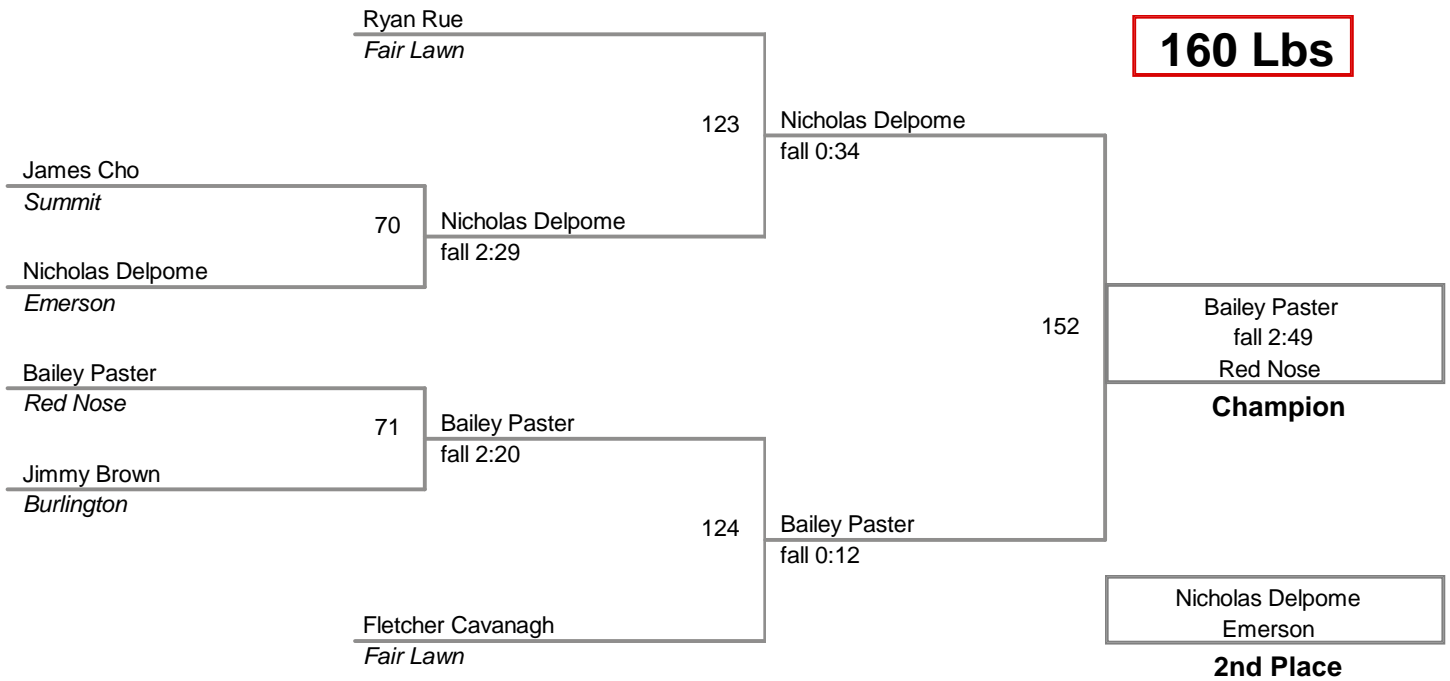 Ryan Rue
Fair Lawn
160 Lbs
123
Nicholas Delpome
fall 0:34
James Cho
Summit
70
Nicholas Delpome
fall 2:29
Nicholas Delpome
Emerson
152
Bailey Paster
fall 2:49
Red Nose
Champion
Bailey Paster
Red Nose
71
Bailey Paster
fall 2:20
Jimmy Brown
Burlington
124
Bailey Paster
fall 0:12
Fletcher Cavanagh
Fair Lawn
Nicholas Delpome
Emerson
2nd Place